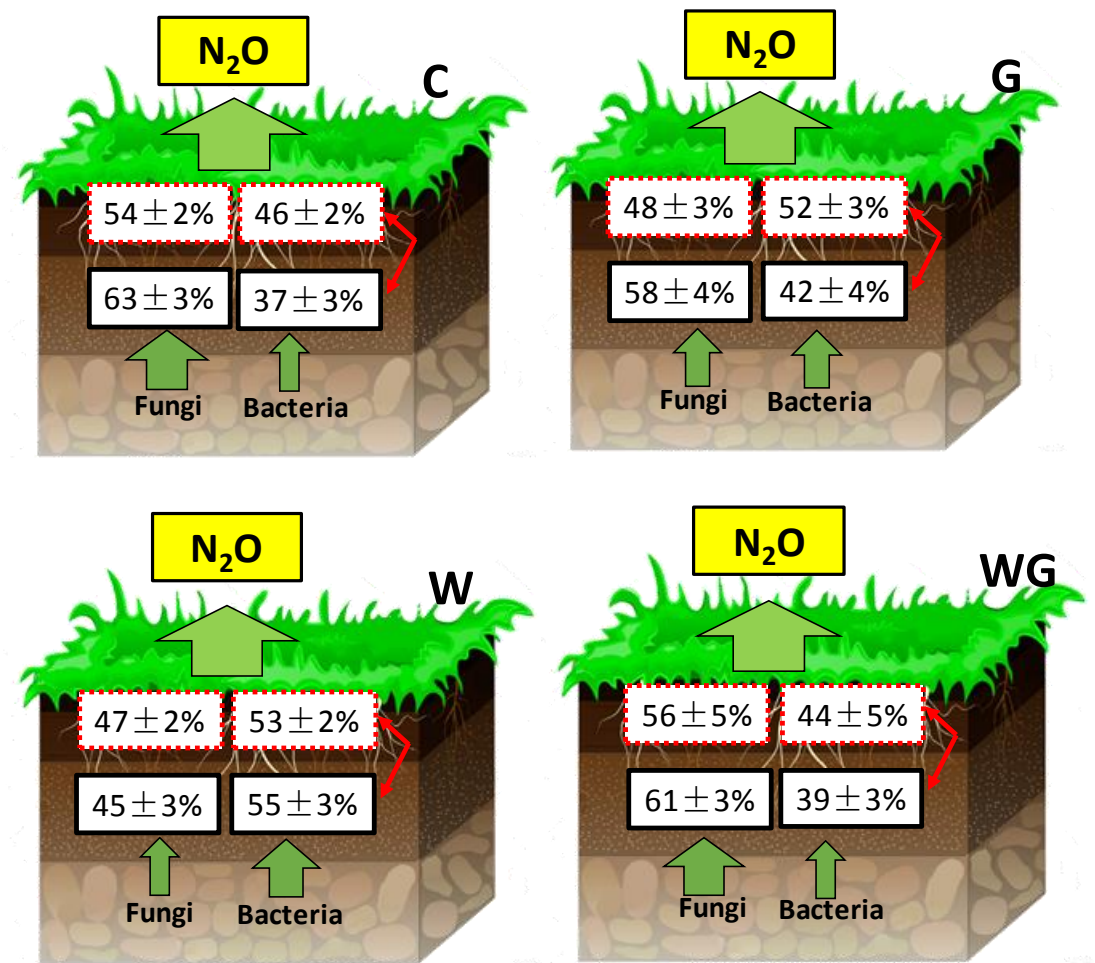 N₂O
C
54±2% 46±2%
63±3% 37±3%
Fungi Bacteria
N₂O
G
48±3% 52±3%
58±4% 42±4%
Fungi Bacteria
N₂O
W
47±2% 53±2%
45±3% 55±3%
Fungi Bacteria
N₂O
WG
56±5% 44±5%
61±3% 39±3%
Fungi Bacteria